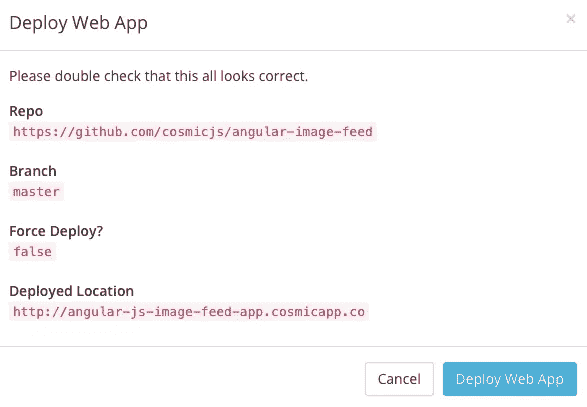 Deploy Web App
×
Please double check that this all looks correct.
Repo
https://github.com/cosmicjs/angular-image-feed
Branch
master
Force Deploy?
false
Deployed Location
http://angular-js-image-feed-app.cosmicapp.co
Cancel
Deploy Web App